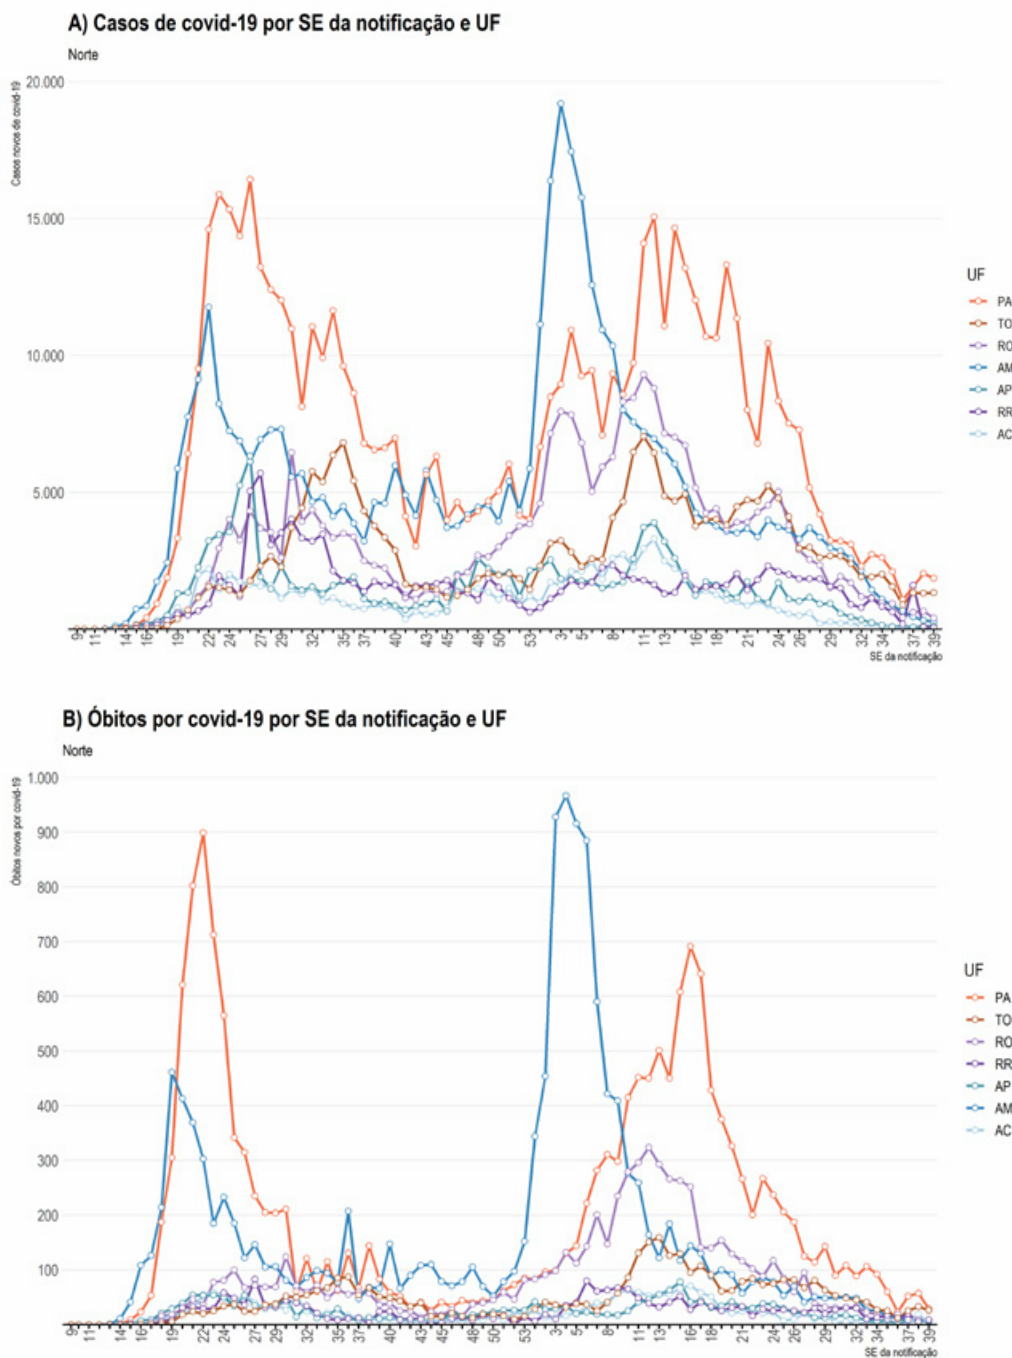 A) Casos de covid-19 por SE da notificação e UF
Norte
Casos novos de covid-19
20.000
15.000
10.000
5.000
9 11 14 16 19 22 24 27 29 32 35 37 40 43 45 48 50 53 3 5 8 11 13 16 18 21 24 26 29 32 34 37 39
SE da notificação
UF
PA
TO
RO
AM
AP
RR
AC
B) Óbitos por covid-19 por SE da notificação e UF
Norte
Óbitos novos por covid-19
1.000
900
800
700
600
500
400
300
200
100
9 11 14 16 19 22 24 27 29 32 35 37 40 43 45 48 50 53 3 5 8 11 13 16 18 21 24 26 29 32 34 37 39
SE da notificação
UF
PA
TO
RO
RR
AP
AM
AC